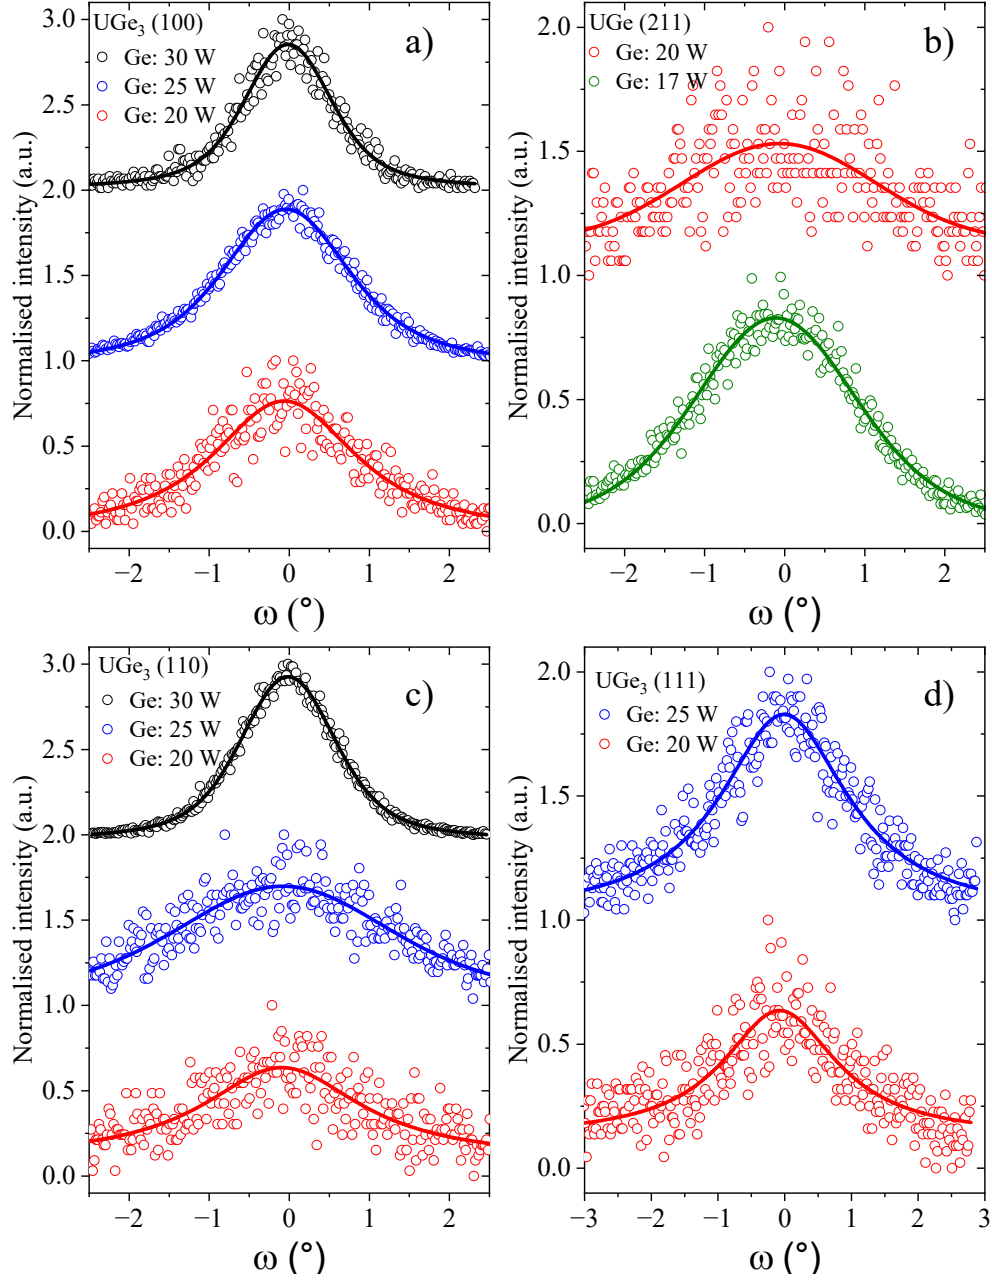 UGe₃ (100)
Ge: 30 W
Ge: 25 W
Ge: 20 W
a)
3.0
2.5
2.0
1.5
1.0
0.5
0.0
Normalised intensity (a.u.)
−2 −1 0 1 2
ω (°)
UGe (211)
Ge: 20 W
Ge: 17 W
b)
2.0
1.5
1.0
0.5
0.0
Normalised intensity (a.u.)
−2 −1 0 1 2
ω (°)
UGe₃ (110)
Ge: 30 W
Ge: 25 W
Ge: 20 W
c)
3.0
2.5
2.0
1.5
1.0
0.5
0.0
Normalised intensity (a.u.)
−2 −1 0 1 2
ω (°)
UGe₃ (111)
Ge: 25 W
Ge: 20 W
d)
2.0
1.5
1.0
0.5
0.0
Normalised intensity (a.u.)
−3 −2 −1 0 1 2 3
ω (°)